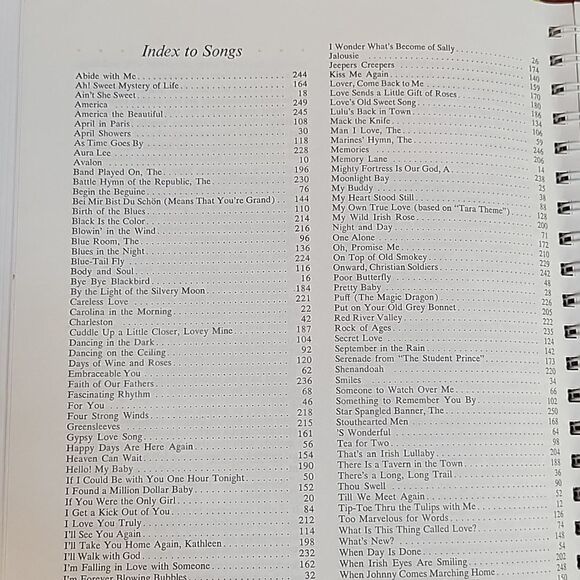 Index to Songs
Abide with Me 244
Ah! Sweet Mystery of Life 164
Ain't She Sweet 18
America 249
America the Beautiful 245
April in Paris 108
April Showers 30
As Time Goes By 118
Aura Lee 228
Avalon 10
Band Played On, The 196
Battle Hymn of the Republic, The 230
Begin the Beguine 76
Bei Mir Bist Du Schön (Means That You're Grand) 144
Birth of the Blues 110
Black Is the Color 214
Blowin' in the Wind 216
Blue Room, The 96
Blues in the Night 136
Blue-Tail Fly 224
Body and Soul 116
Bye Bye Blackbird 16
By the Light of the Silvery Moon 184
Careless Love 221
Carolina in the Morning 22
Charleston 42
Cuddle Up a Little Closer, Lovey Mine 187
Dancing in the Dark 104
Dancing on the Ceiling 92
Days of Wine and Roses 120
Embraceable You 62
Faith of Our Fathers 236
Fascinating Rhythm 68
For You 46
Four Strong Winds 218
Greensleeves 215
Gypsy Love Song 161
Happy Days Are Here Again 56
Heaven Can Wait 154
Hello! My Baby 190
If I Could Be with You One Hour Tonight 50
I Found a Million Dollar Baby 152
If You Were the Only Girl 20
I Get a Kick Out of You 84
I Love You Truly 212
I'll See You Again 114
I'll Take You Home Again, Kathleen 198
I'll Walk with God 232
I'm Falling in Love with Someone 162
I'm Forever Blowing Bubbles 32
I Wonder What's Become of Sally 26
Jalousie 174
Jeepers Creepers 140
Kiss Me Again 159
Lover, Come Back to Me 170
Love Sends a Little Gift of Roses 180
Love's Old Sweet Song 186
Lulu's Back in Town 134
Mack the Knife 106
Man I Love, The 59
Marines' Hymn, The 246
Memories 206
Memory Lane 14
Mighty Fortress Is Our God, A 238
Moonlight Bay 25
My Buddy 38
My Heart Stood Still 88
My Own True Love (based on "Tara Theme") 128
My Wild Irish Rose 200
Night and Day 71
One Alone 172
Oh, Promise Me 210
On Top of Old Smokey 229
Onward, Christian Soldiers 242
Poor Butterfly 48
Pretty Baby 28
Puff (The Magic Dragon) 226
Put on Your Old Grey Bonnet 205
Red River Valley 222
Rock of Ages 235
Secret Love 124
September in the Rain 142
Serenade from "The Student Prince" 173
Shenandoah 220
Smiles 34
Someone to Watch Over Me 66
Something to Remember You By 102
Star Spangled Banner, The 250
Stouthearted Men 168
'S Wonderful 64
Tea for Two 98
That's an Irish Lullaby 204
There Is a Tavern in the Town 188
There's a Long, Long Trail 150
Thou Swell 90
Till We Meet Again 52
Tip-Toe Thru the Tulips with Me 12
Too Marvelous for Words 126
What Is This Thing Called Love? 74
What's New? 148
When Day Is Done 54
When Irish Eyes Are Smiling 202
When Johnny Comes Marching Home 248